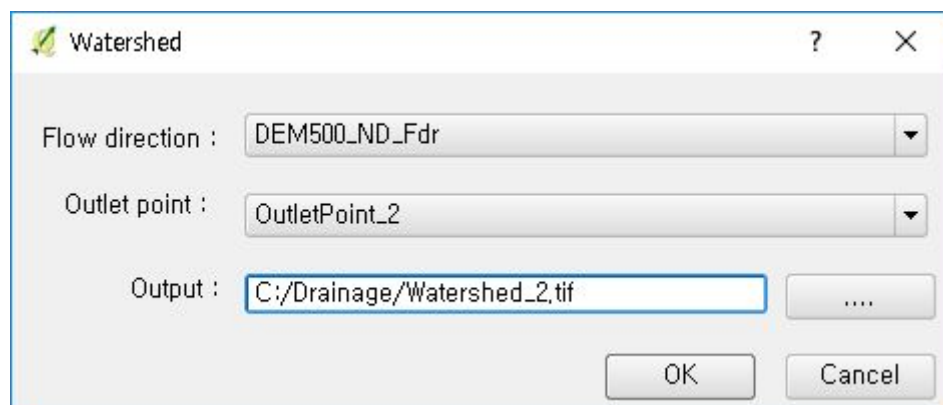 Watershed ? ×
Flow direction : DEM500_ND_Fdr
Outlet point : OutletPoint_2
Output : C:/Drainage/Watershed_2.tif ....
OK Cancel